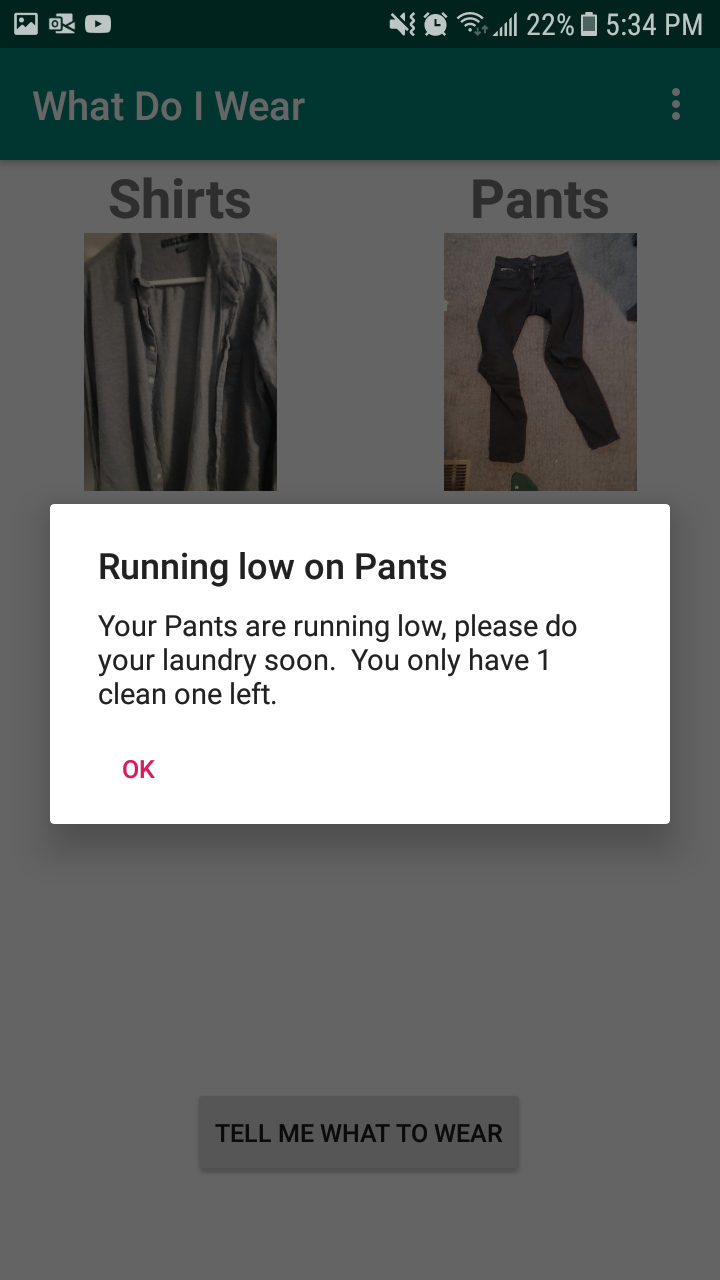 22% 5:34 PM
What Do I Wear
Shirts
Pants
Running low on Pants
Your Pants are running low, please do
your laundry soon.  You only have 1
clean one left.
OK
TELL ME WHAT TO WEAR